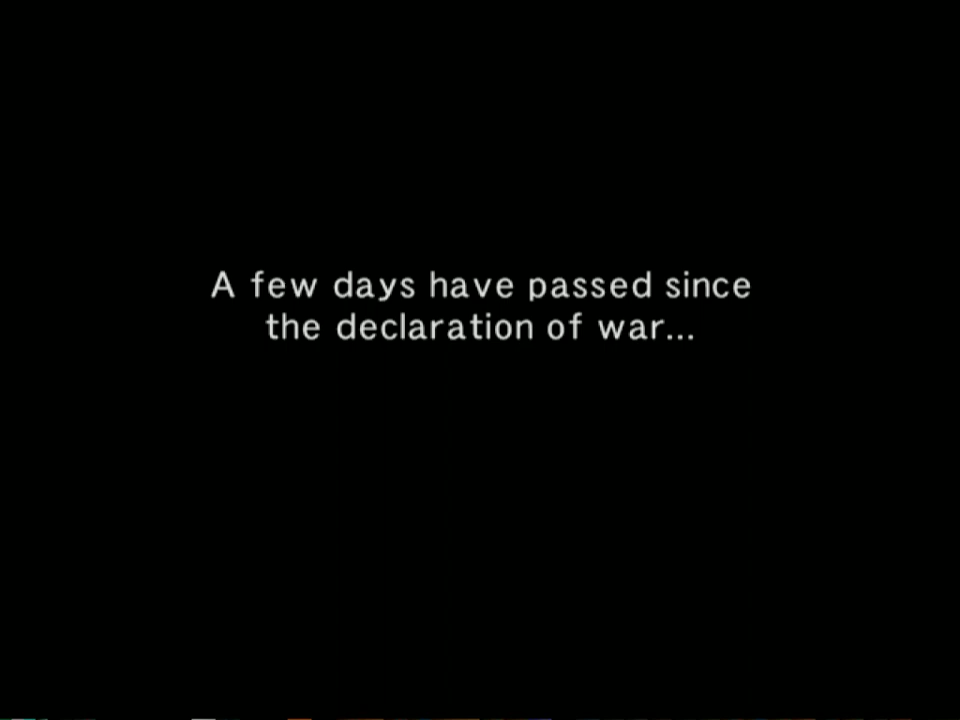 A few days have passed since
the declaration of war...